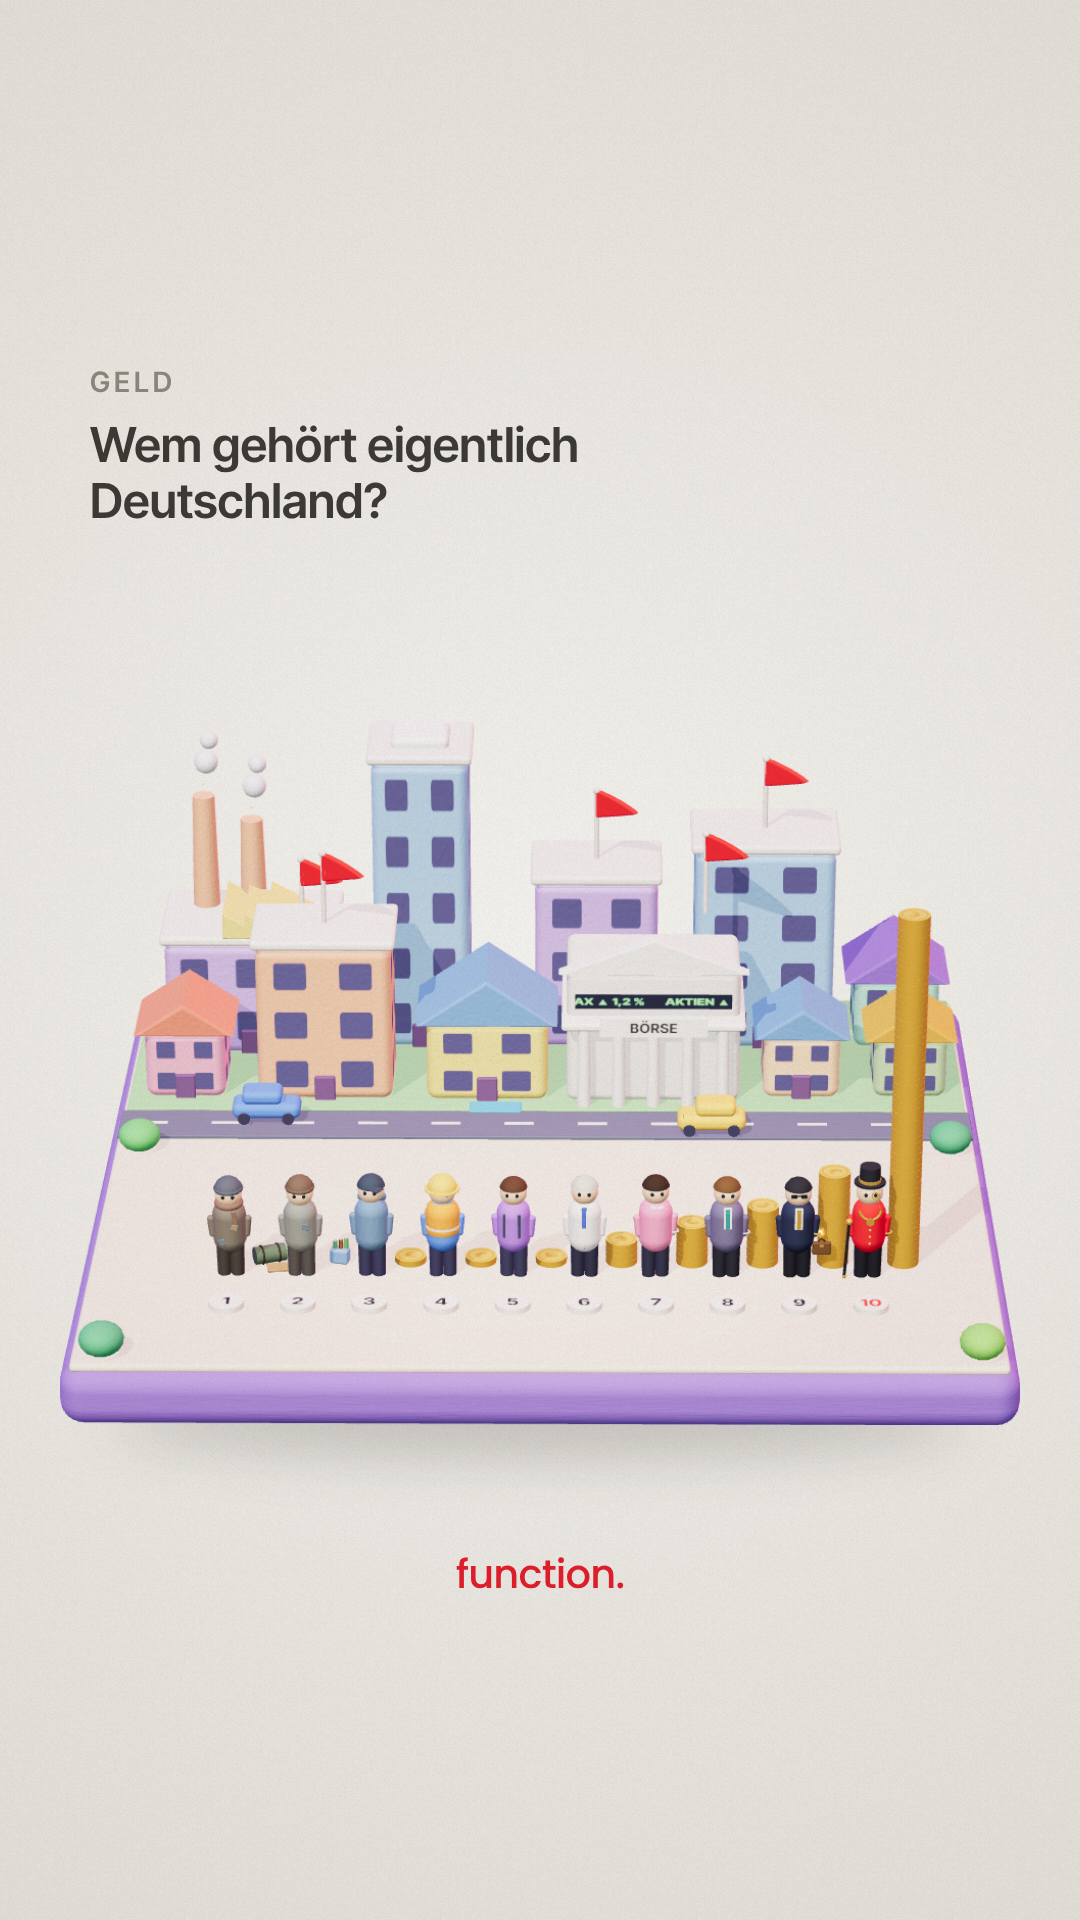 GELD
Wem gehört eigentlich
Deutschland?
AX ▲ 1,2 % AKTIEN ▲
BÖRSE
1 2 3 4 5 6 7 8 9 10
function.